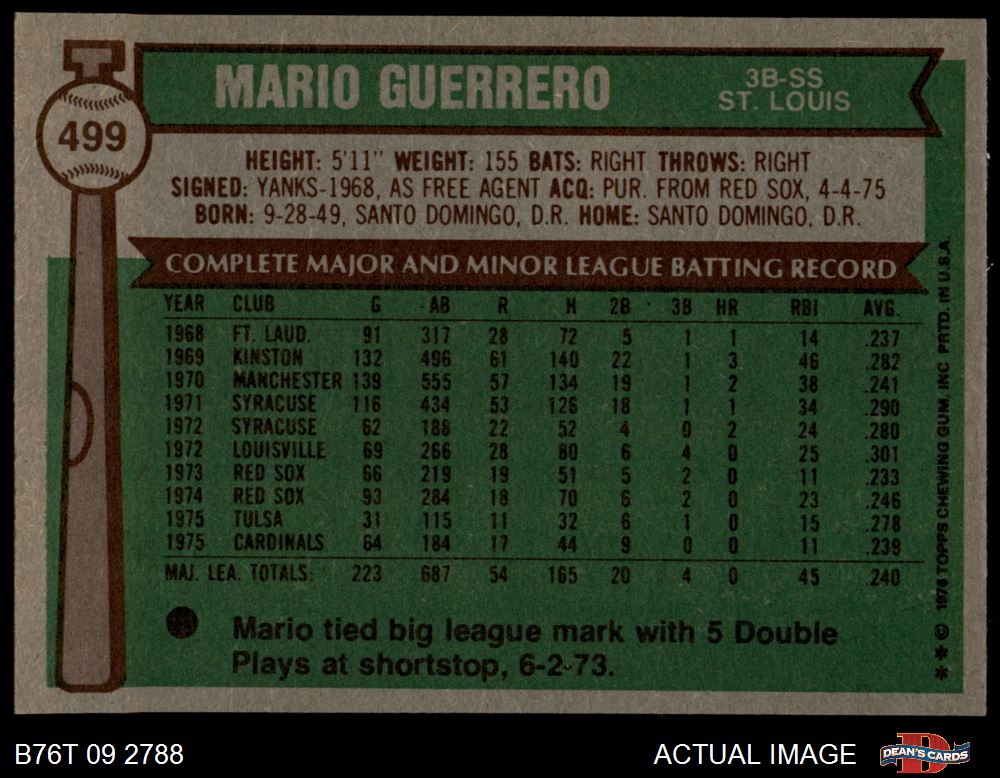 MARIO GUERRERO
3B-SS
ST. LOUIS
499
HEIGHT: 5'11" WEIGHT: 155 BATS: RIGHT THROWS: RIGHT
SIGNED: YANKS-1968, AS FREE AGENT ACQ: PUR. FROM RED SOX, 4-4-75
BORN: 9-28-49, SANTO DOMINGO, D.R. HOME: SANTO DOMINGO, D.R.
COMPLETE MAJOR AND MINOR LEAGUE BATTING RECORD
YEAR CLUB G AB R H 2B 3B HR RBI AVG.
1968 FT. LAUD. 91 317 28 72 5 1 1 14 .237
1969 KINSTON 132 496 61 140 22 1 3 46 .282
1970 MANCHESTER 139 555 57 134 19 1 2 38 .241
1971 SYRACUSE 116 434 53 126 18 1 1 34 .290
1972 SYRACUSE 62 186 22 52 4 0 2 24 .280
1972 LOUISVILLE 69 266 28 80 6 4 0 25 .301
1973 RED SOX 66 219 19 51 5 2 0 11 .233
1974 RED SOX 93 284 18 70 6 2 0 23 .246
1975 TULSA 31 115 11 32 6 1 0 15 .278
1975 CARDINALS 64 184 17 44 9 0 0 11 .239
MAJ. LEA. TOTALS: 223 687 54 165 20 4 0 45 .240
Mario tied big league mark with 5 Double
Plays at shortstop, 6-2-73.
* * © 1976 TOPPS CHEWING GUM, INC PRTD. IN U.S.A.
B76T 09 2788
ACTUAL IMAGE
DEAN'S CARDS